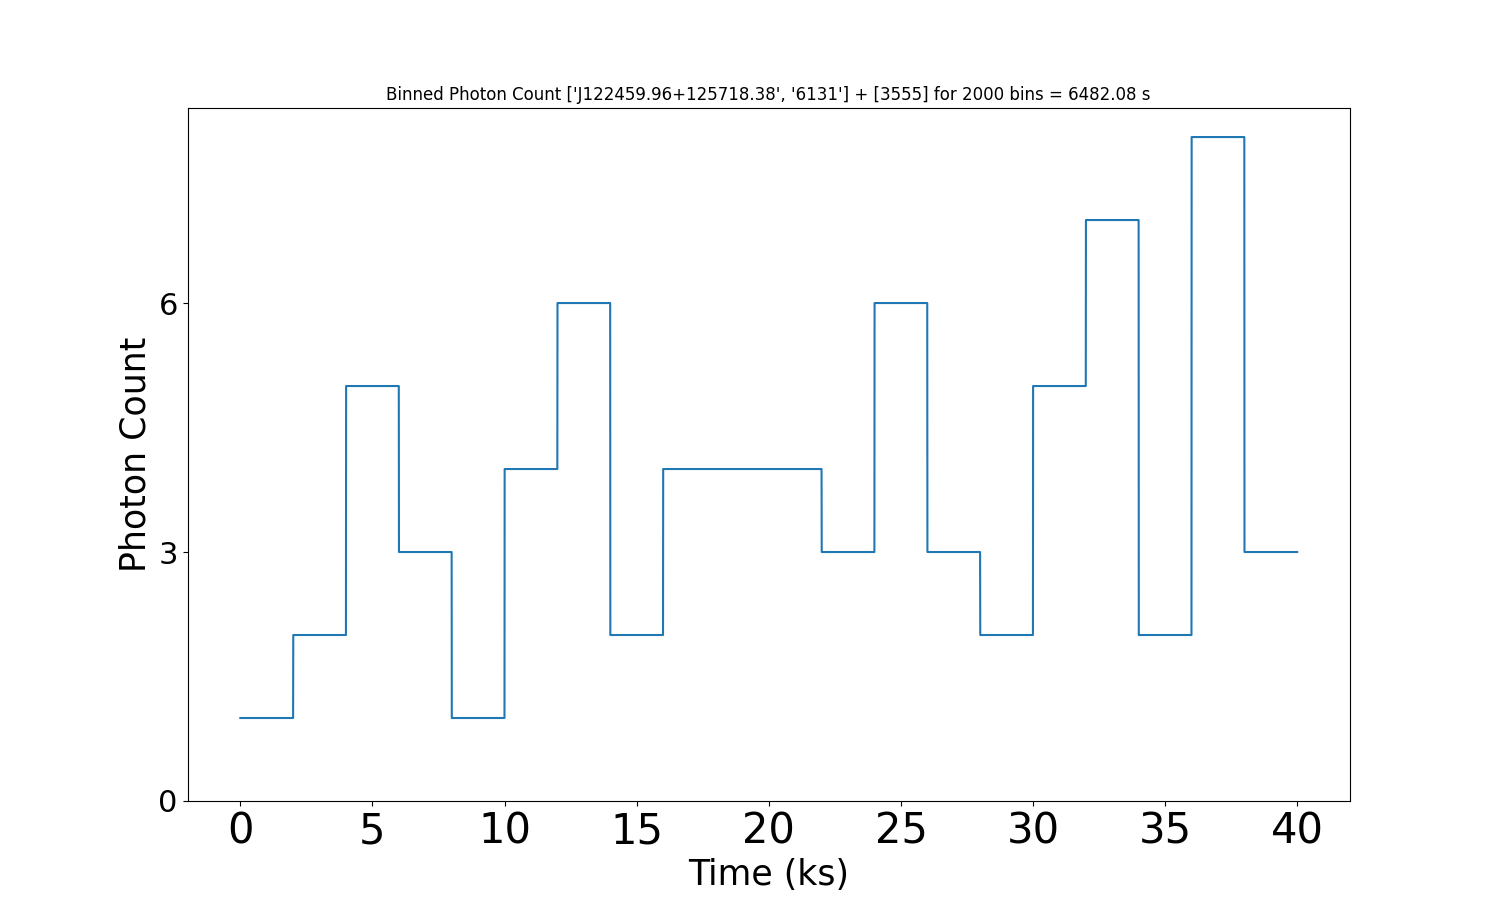 Binned Photon Count ['J122459.96+125718.38', '6131'] + [3555] for 2000 bins = 6482.08 s
6
3
0
Photon Count
0 5 10 15 20 25 30 35 40
Time (ks)